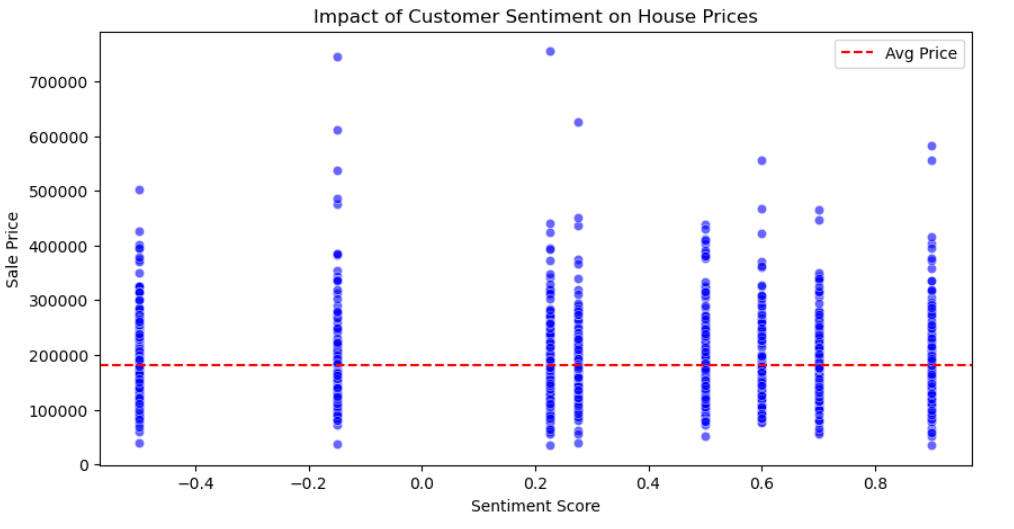 Impact of Customer Sentiment on House Prices
Avg Price
Sale Price
700000
600000
500000
400000
300000
200000
100000
0
−0.4 −0.2 0.0 0.2 0.4 0.6 0.8
Sentiment Score